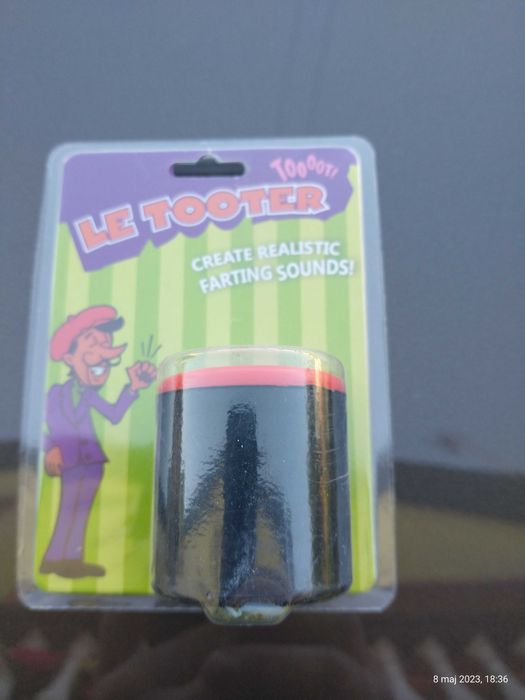 TOOOOT!
LE TOOTER
CREATE REALISTIC
FARTING SOUNDS!
8 maj 2023, 18:36